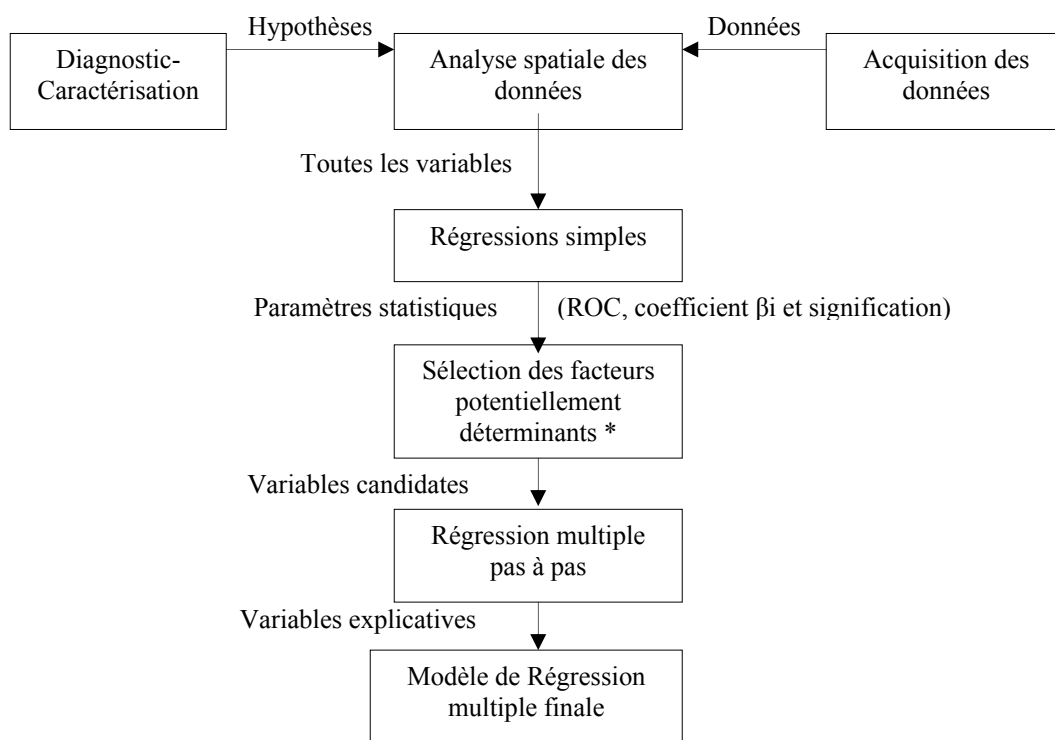 Hypothèses
Données
Diagnostic-
Caractérisation
Analyse spatiale des
données
Acquisition des
données
Toutes les variables
Régressions simples
Paramètres statistiques
(ROC, coefficient βi et signification)
Sélection des facteurs
potentiellement
déterminants *
Variables candidates
Régression multiple
pas à pas
Variables explicatives
Modèle de Régression
multiple finale